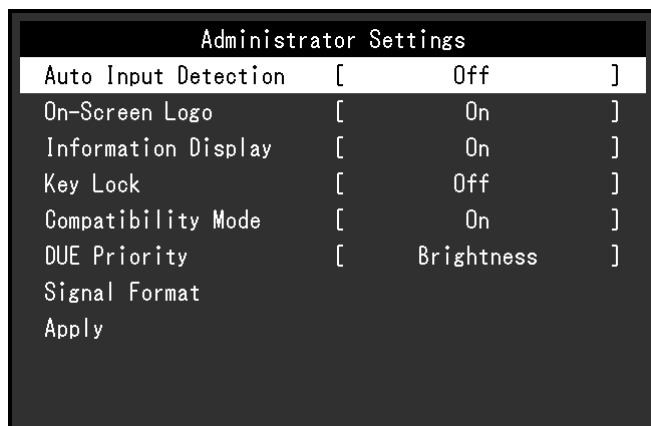 Administrator Settings
Auto Input Detection [ Off ]
On-Screen Logo [ On ]
Information Display [ On ]
Key Lock [ Off ]
Compatibility Mode [ On ]
DUE Priority [ Brightness ]
Signal Format
Apply